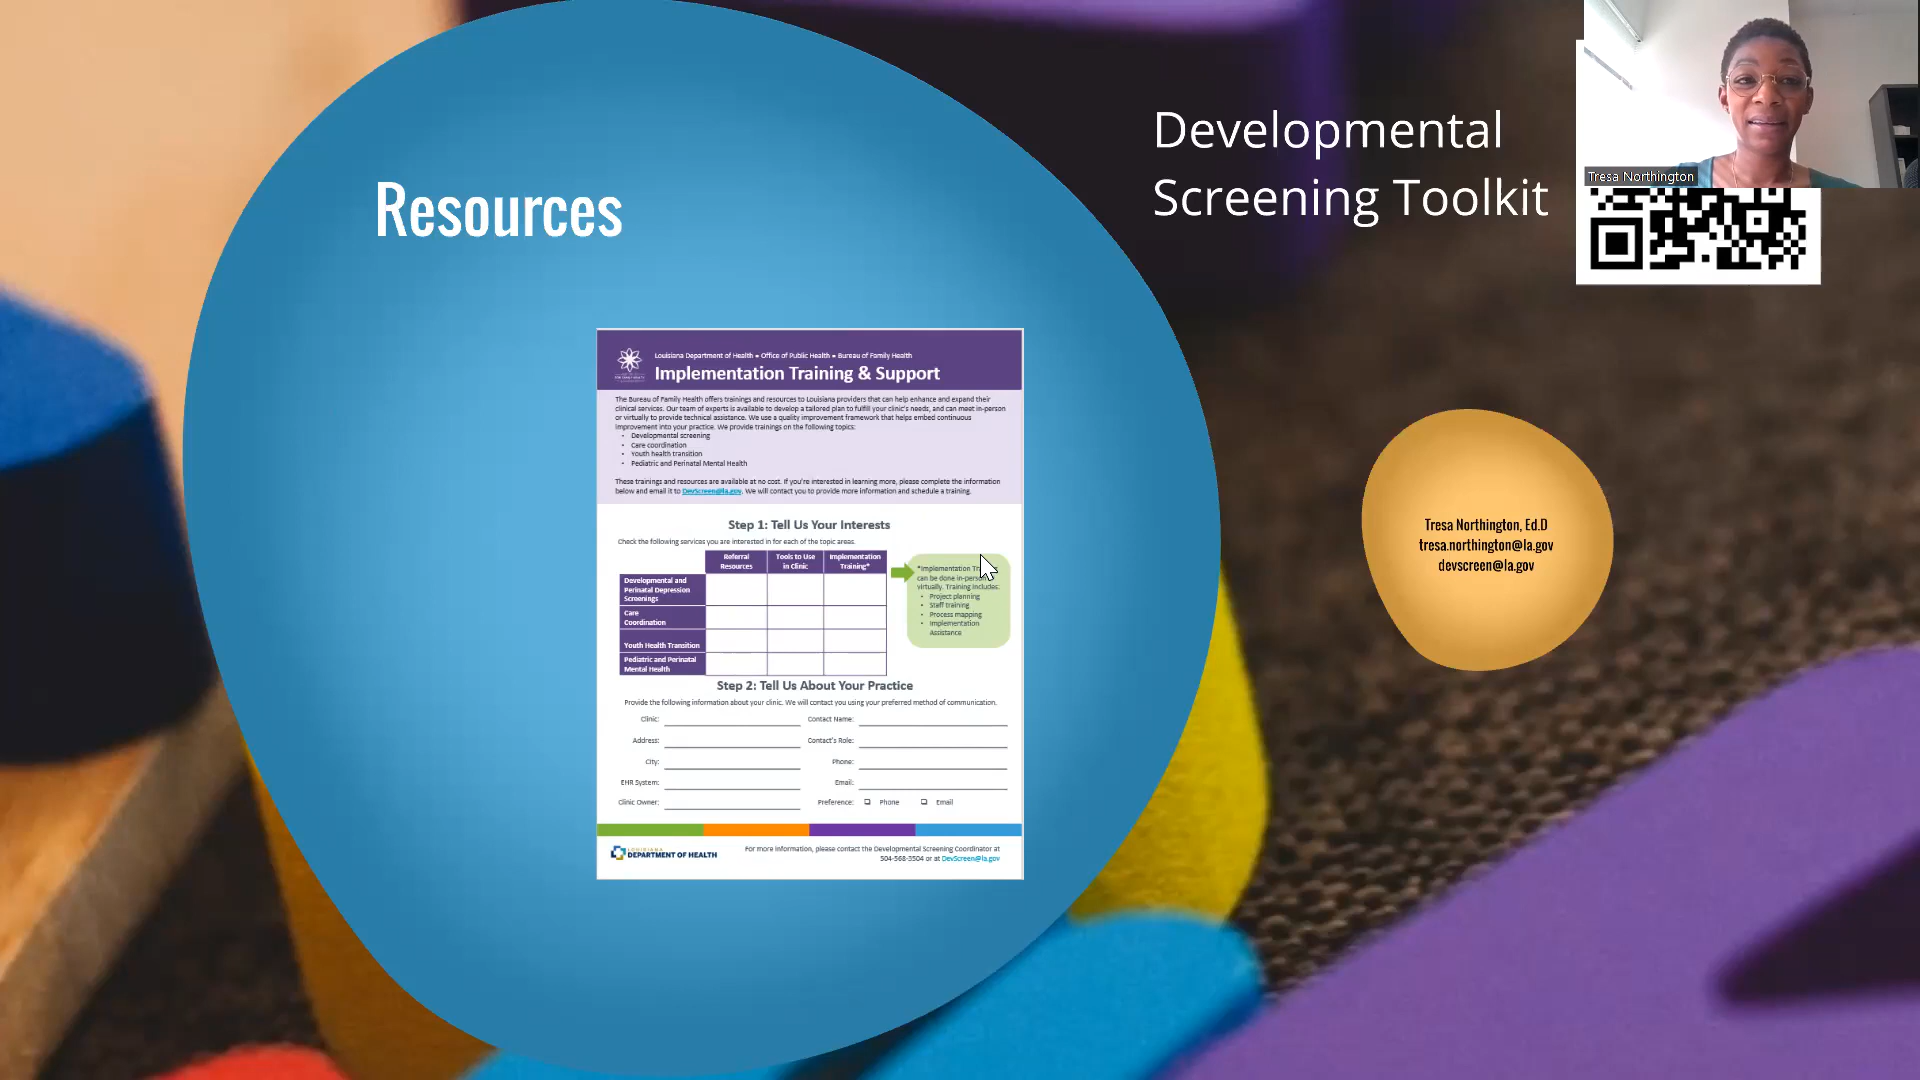 Resources
Developmental
Screening Toolkit
Tresa Northington
Louisiana Department of Health • Office of Public Health • Bureau of Family Health
Implementation Training & Support
The Bureau of Family Health offers trainings and resources to Louisiana providers that can help enhance and expand their
clinical services. Our team of experts is available to develop a tailored plan to fulfill your clinic's needs, and can meet in-person
or virtually to provide technical assistance. We use a quality improvement framework that helps embed continuous
improvement into your practice. We provide trainings on the following topics:
• Developmental screening
• Care coordination
• Youth health transition
• Pediatric and Perinatal Mental Health
These trainings and resources are available at no cost. If you're interested in learning more, please complete the information
below and email it to DevScreen@la.gov. We will contact you to provide more information and schedule a training.
Step 1: Tell Us Your Interests
Check the following services you are interested in for each of the topic areas.
Referral Resources
Tools to Use in Clinic
Implementation Training*
Developmental and
Perinatal Depression
Screenings
Care
Coordination
Youth Health Transition
Pediatric and Perinatal
Mental Health
*Implementation
can be done in-person
virtually. Training includes:
• Project planning
• Staff training
• Process mapping
• Implementation
Assistance
Step 2: Tell Us About Your Practice
Provide the following information about your clinic. We will contact you using your preferred method of communication.
Clinic: Contact Name:
Address: Contact's Role:
City: Phone:
EHR System: Email:
Clinic Owner: Preference: ❑ Phone ❑ Email
LOUISIANA
DEPARTMENT OF HEALTH
For more information, please contact the Developmental Screening Coordinator at
504-568-3504 or at DevScreen@la.gov
Tresa Northington, Ed.D
tresa.northington@la.gov
devscreen@la.gov